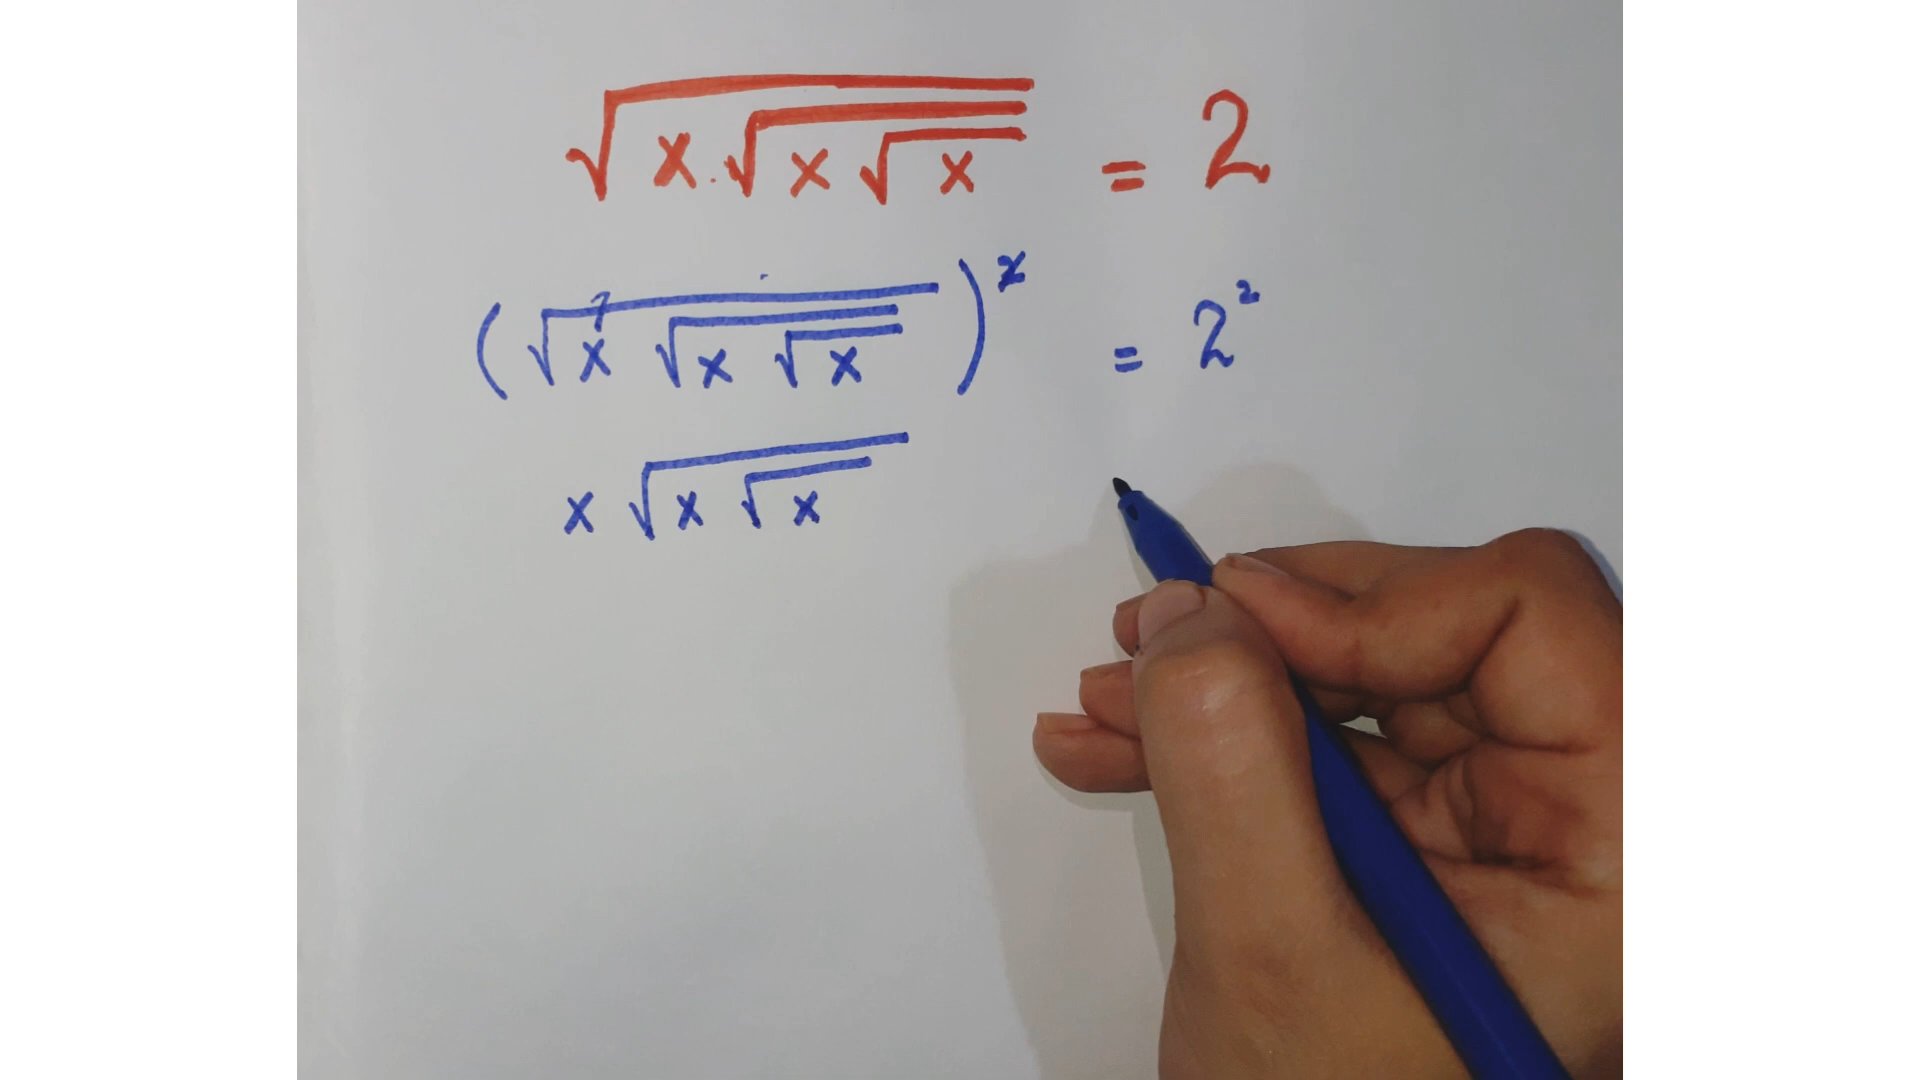 √(x.√(x√x)) = 2
(√(x√(x√x)))² = 2²
x√(x√x)